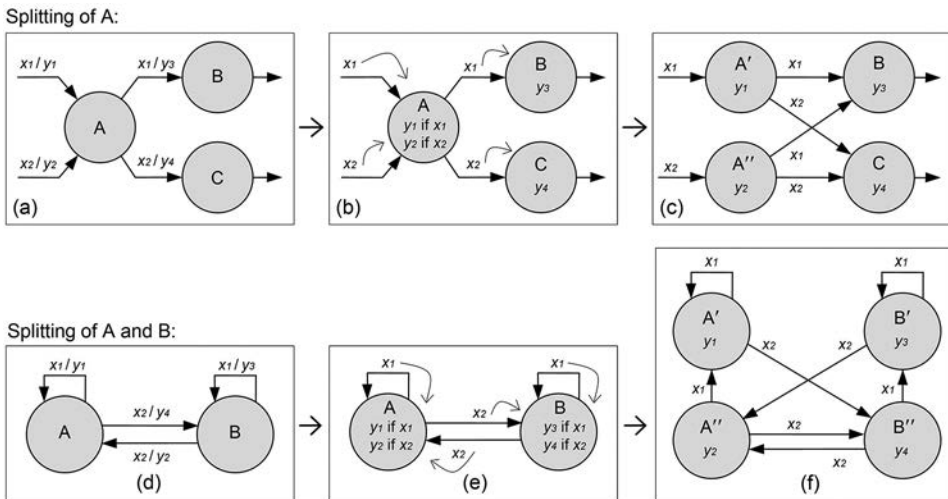 Splitting of A:
x1 / y1
x1 / y3
B
A
x2 / y2
x2 / y4
C
(a)
x1
x1
B
y3
A
y1 if x1
y2 if x2
x2
x2
C
y4
(b)
x1
A′
y1
x1
B
y3
x2
x2
A′′
y2
x1
x2
C
y4
(c)
Splitting of A and B:
x1 / y1
x1 / y3
A
x2 / y4
B
x2 / y2
(d)
x1
x1
A
y1 if x1
y2 if x2
x2
B
y3 if x1
y4 if x2
x2
(e)
x1
x1
A′
y1
B′
y3
x2
x2
x1
x1
A′′
y2
x2
B′′
y4
x2
(f)